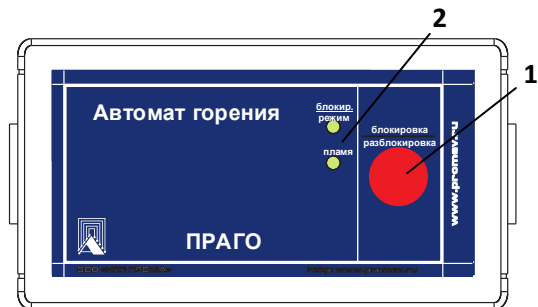 2
1
Автомат горения
блокир.
режим
пламя
блокировка
разблокировка
www.promav.ru
ПРАГО